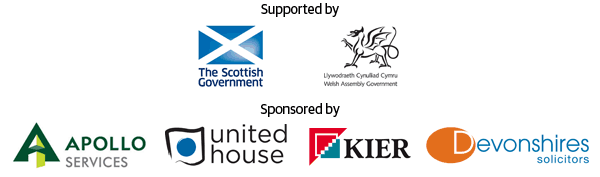 Supported by
The Scottish
Government
Llywodraeth Cynulliad Cymru
Welsh Assembly Government
Sponsored by
APOLLO
SERVICES
united
house
KIER
Devonshires
solicitors